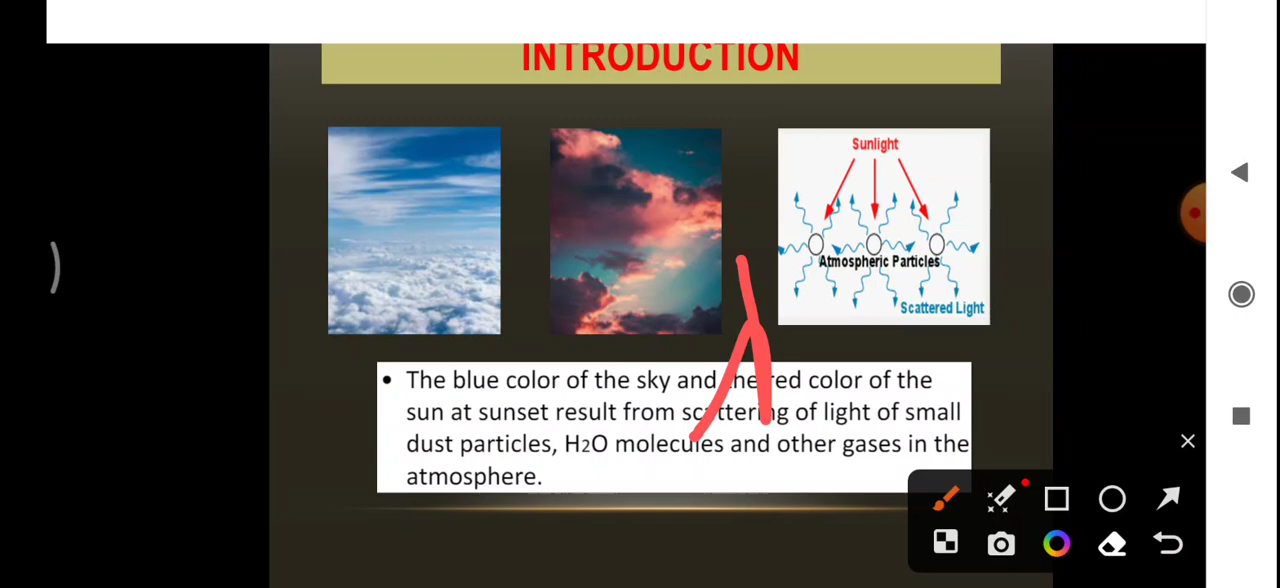 INTRODUCTION
Sunlight
Atmospheric Particles
Scattered Light
• The blue color of the sky and the red color of the
sun at sunset result from scattering of light of small
dust particles, H2O molecules and other gases in the
atmosphere.
λ